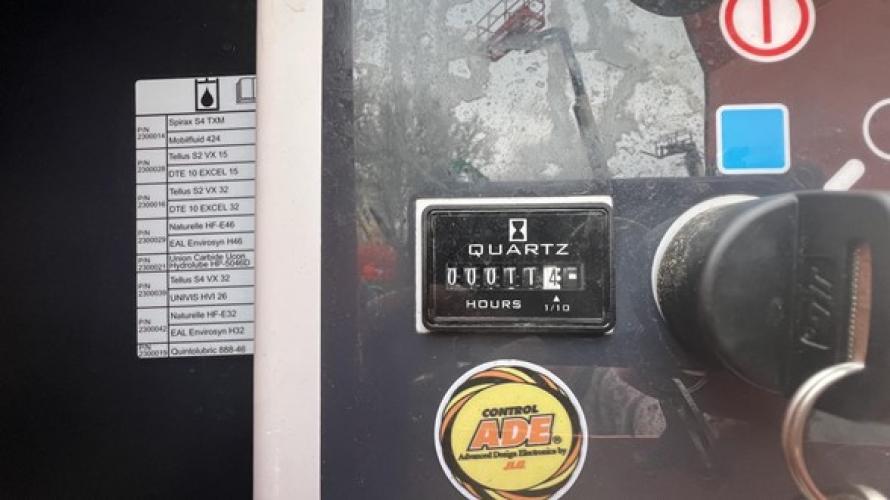 P/N
2300014
Spirax S4 TXM
Mobilfluid 424
P/N
2300028
Tellus S2 VX 15
DTE 10 EXCEL 15
P/N
2300016
Tellus S2 VX 32
DTE 10 EXCEL 32
P/N
2300029
Naturelle HF-E46
EAL Envirosyn H46
P/N
2300021
Union Carbide Ucon
Hydrolube HP-5046D
P/N
2300039
Tellus S4 VX 32
UNIVIS HVI 26
P/N
2300042
Naturelle HF-E32
EAL Envirosyn H32
P/N
2300015
Quintolubric 888-46
QUARTZ
000114
HOURS
1/10
CONTROL
ADE®
Advanced Design Electronics by
JLG